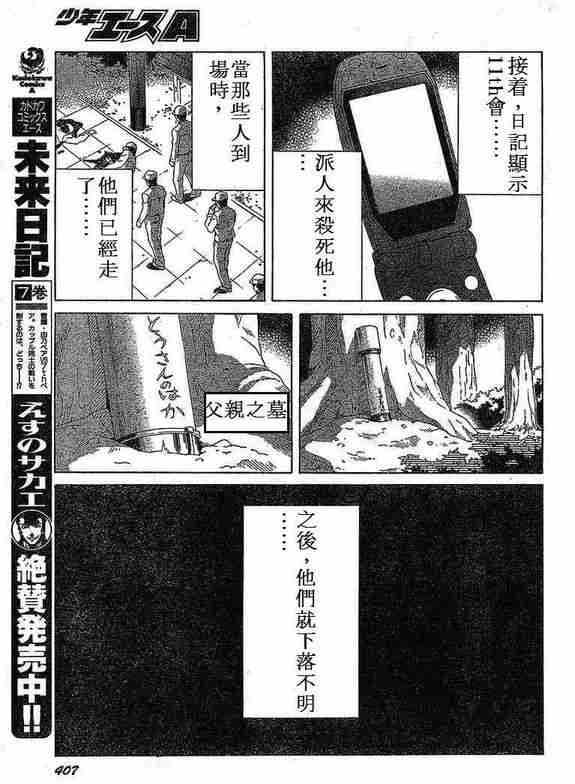 少年エースA
接着，日記顯示
11th會……
派人來殺死他…
…
當那些人到
場時，
他們已經走
了……
とうさんのはか
父親之墓
之後，他們就下落不明
……
Kadokawa
Comics
A
カドカワ
コミックス
エース
未来日記
7巻
えすのサカエ
絶賛発売中!!
407